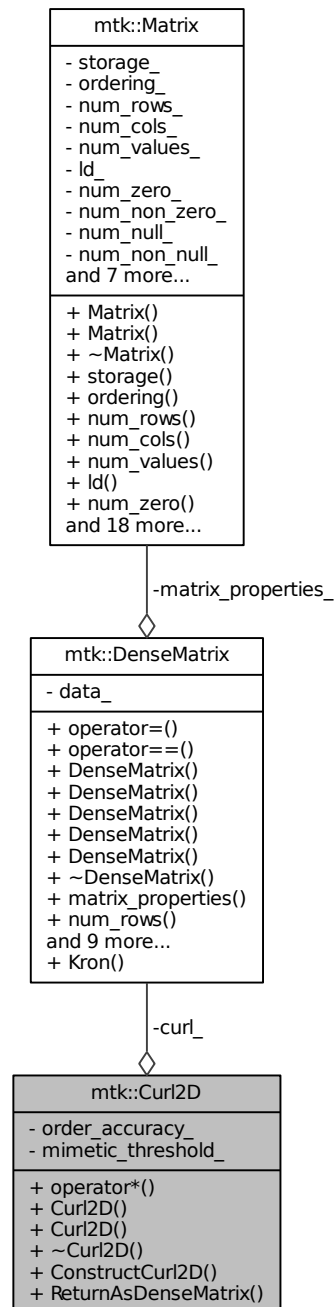 mtk::Matrix
- storage_
- ordering_
- num_rows_
- num_cols_
- num_values_
- ld_
- num_zero_
- num_non_zero_
- num_null_
- num_non_null_
and 7 more...
+ Matrix()
+ Matrix()
+ ~Matrix()
+ storage()
+ ordering()
+ num_rows()
+ num_cols()
+ num_values()
+ ld()
+ num_zero()
and 18 more...
-matrix_properties_
mtk::DenseMatrix
- data_
+ operator=()
+ operator==()
+ DenseMatrix()
+ DenseMatrix()
+ DenseMatrix()
+ DenseMatrix()
+ DenseMatrix()
+ ~DenseMatrix()
+ matrix_properties()
+ num_rows()
and 9 more...
+ Kron()
-curl_
mtk::Curl2D
- order_accuracy_
- mimetic_threshold_
+ operator*()
+ Curl2D()
+ Curl2D()
+ ~Curl2D()
+ ConstructCurl2D()
+ ReturnAsDenseMatrix()